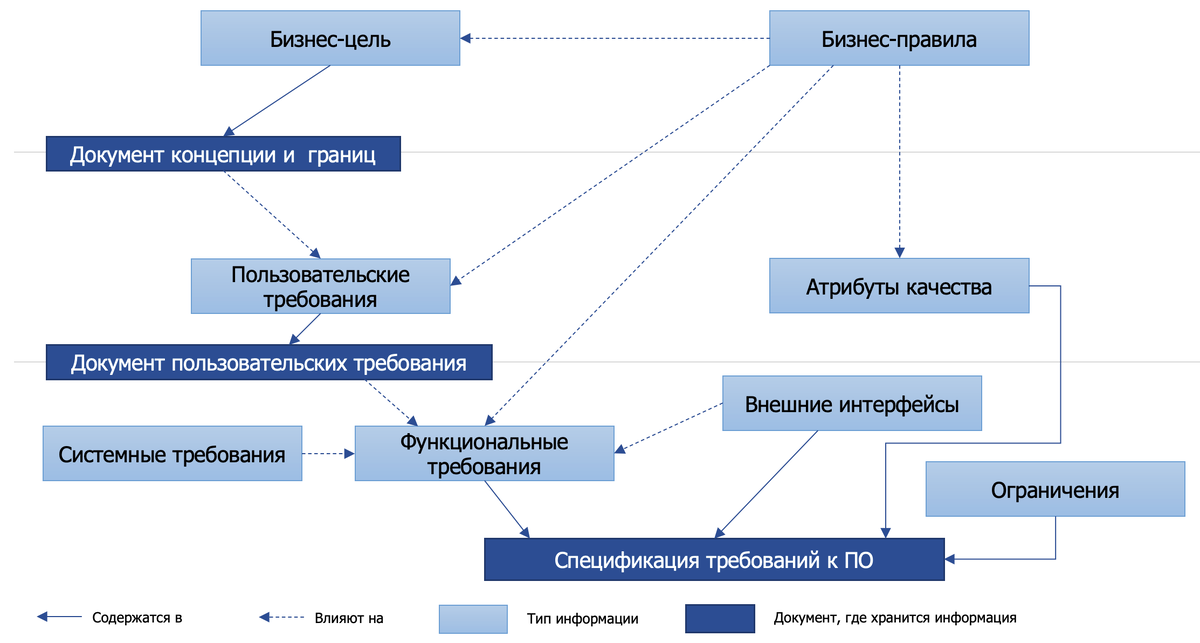 Бизнес-цель
Бизнес-правила
Документ концепции и границ
Пользовательские
требования
Атрибуты качества
Документ пользовательских требования
Внешние интерфейсы
Системные требования
Функциональные
требования
Ограничения
Спецификация требований к ПО
Содержатся в
Влияют на
Тип информации
Документ, где хранится информация